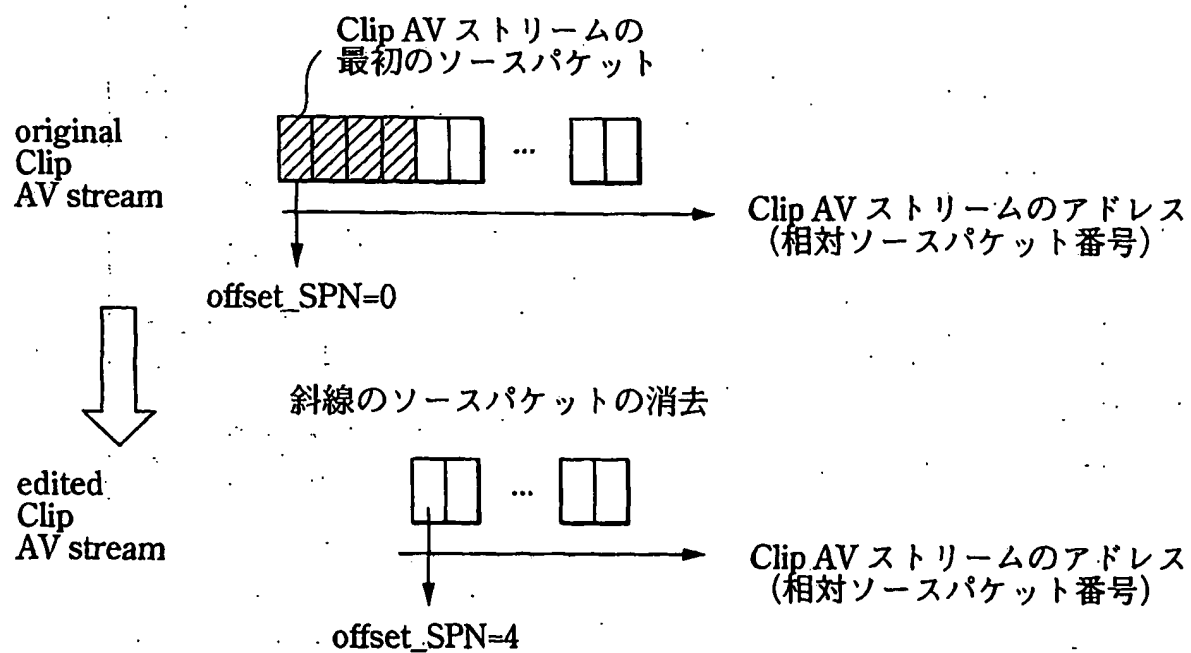 Clip AV ストリームの
最初のソースパケット
original
Clip
AV stream
...
Clip AV ストリームのアドレス
(相対ソースパケット番号)
offset_SPN=0
斜線のソースパケットの消去
edited
Clip
AV stream
...
Clip AV ストリームのアドレス
(相対ソースパケット番号)
offset_SPN=4